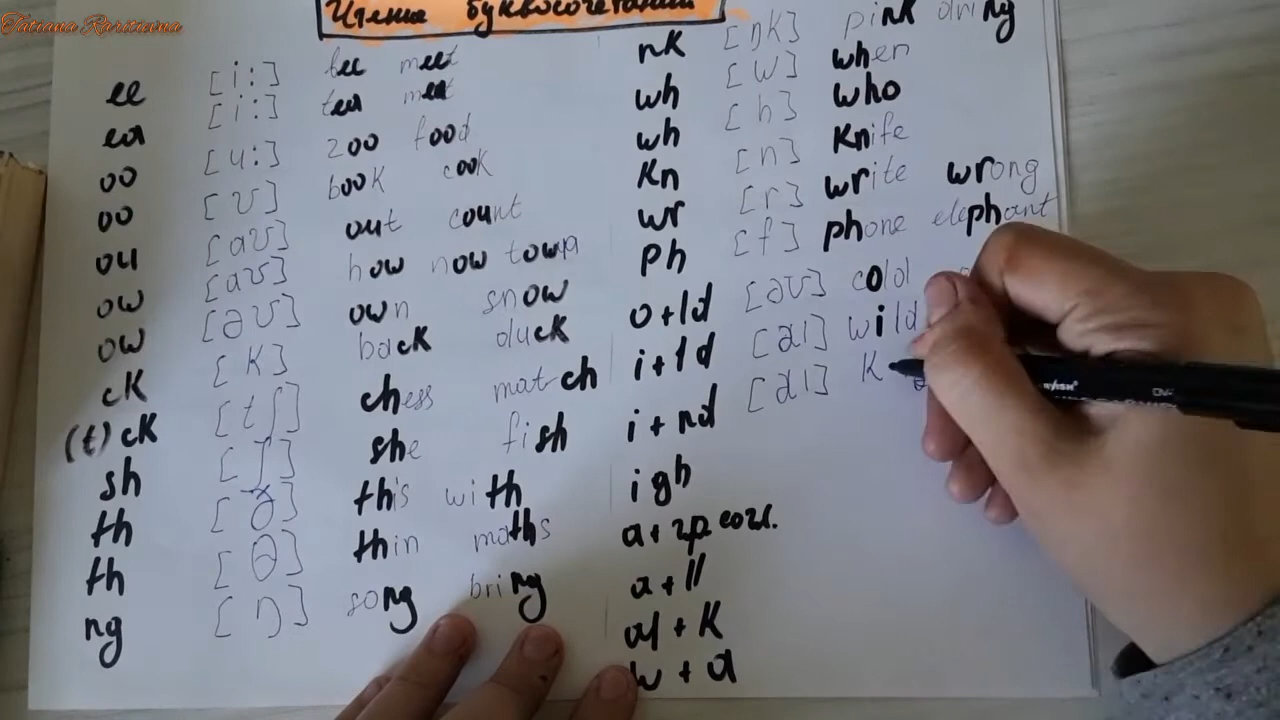 Tatiana Raritivna
Чтение буквосочетаний
ee [i:] bee meet
ea [i:] tea meat
oo [u:] zoo food
oo [ʊ] book cook
ou [aʊ] out count
ow [aʊ] how now town
ow [əʊ] own snow
ck [k] back duck
(t)ck [tʃ] chess match
sh [ʃ] she fish
th [ð] this with
th [θ] thin maths
ng [ŋ] song bring
nk [ŋk] pink
wh [w] when
wh [h] who
kn [n] knife
wr [r] write wrong
ph [f] phone elephant
o+ld [əʊ]
i+ld [aɪ] wild
i+nd [aɪ] k
igh
a+ гр. согл.
a+ll
al+k
w+a